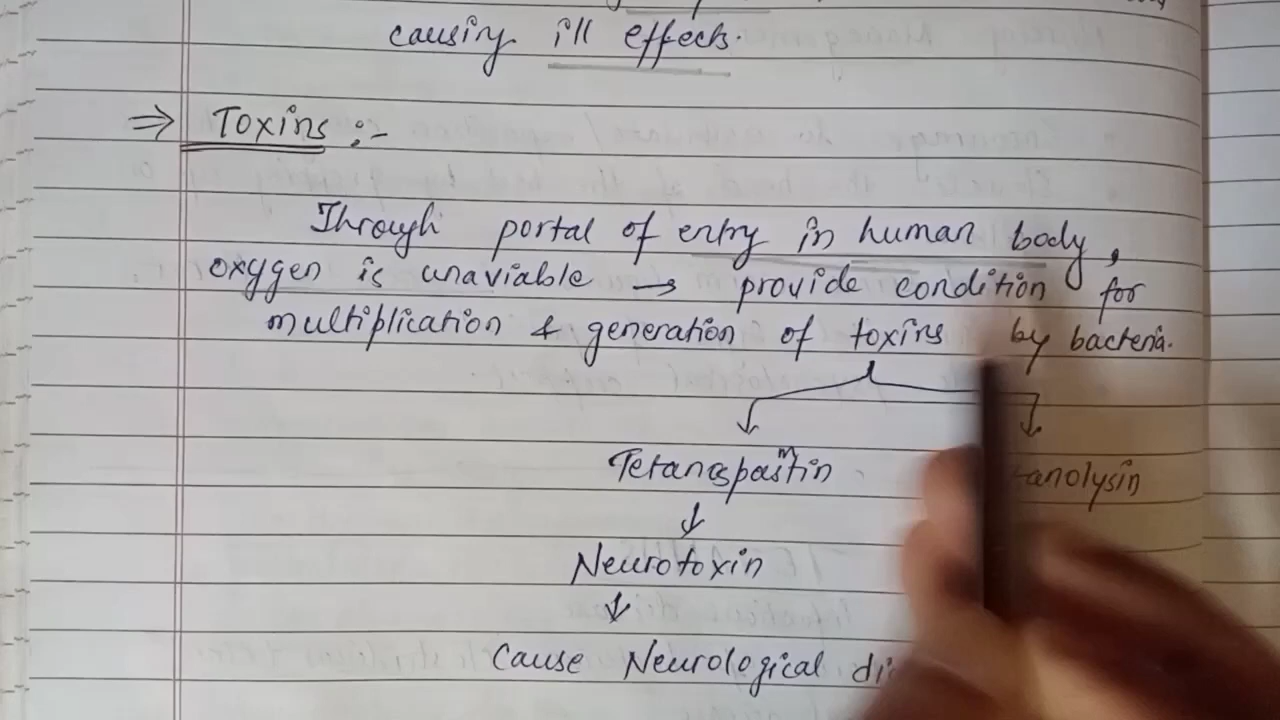 causing ill effects.
⇒ Toxins :-
Through portal of entry in human body,
oxygen is unaviable → provide condition for
multiplication & generation of toxins by bacteria.
Tetanospasmin
Neurotoxin
Cause Neurological